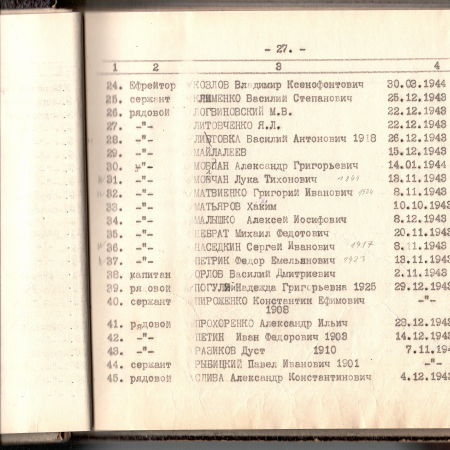 - 27. -
1 2 3 4
24. Ефрейтор КОЗЛОВ Владимир Ксенофонтович 30.03.1944
25. сержант КЛИМЕНКО Василий Степанович 25.12.1943
26. рядовой ЛОГВИНОВСКИЙ М.В. 22.12.1943
27. -"- ЛИТОВЧЕНКО Я.Л. 22.12.1943
28. -"- Василий Антонович 1918 26.12.1943
29. -"- МАЙДАЛЕЕВ 15.12.1943
30. -"- Александр Григорьевич 14.01.1944
31. -"- МОВЧАН Лука Тихонович 13.11.1943
32. -"- МАТВИЕНКО Григорий Иванович 8.11.1943
33. -"- МАТЬЯРОВ Хаким 10.10.1943
34. -"- МАЛЫШКО Алексей Иосифович 8.12.1943
35. -"- НЕВРАТ Михаил Федотович 20.11.1943
36. -"- НАСЕДКИН Сергей Иванович 1917 8.11.1943
37. -"- ПЕТРИК Федор Емельянович 13.11.1943
38. капитан ОРЛОВ Василий Дмитриевич 2.11.1943
39. рядовой Надежда Григорьевна 1925 29.12.1943
40. сержант ПИРОЖЕНКО Константин Ефимович -"-
1908
41. рядовой ПРОХОРЕНКО Александр Ильич 23.12.1943
42. -"- ПЕТИН Иван Федорович 1903 14.12.1943
43. -"- РАЗИКОВ Дуст 1910 7.11.194
44. сержант РЫБИЦКИЙ Павел Иванович 1901 -"-
45. рядовой СЛИВА Александр Константинович 4.12.1943